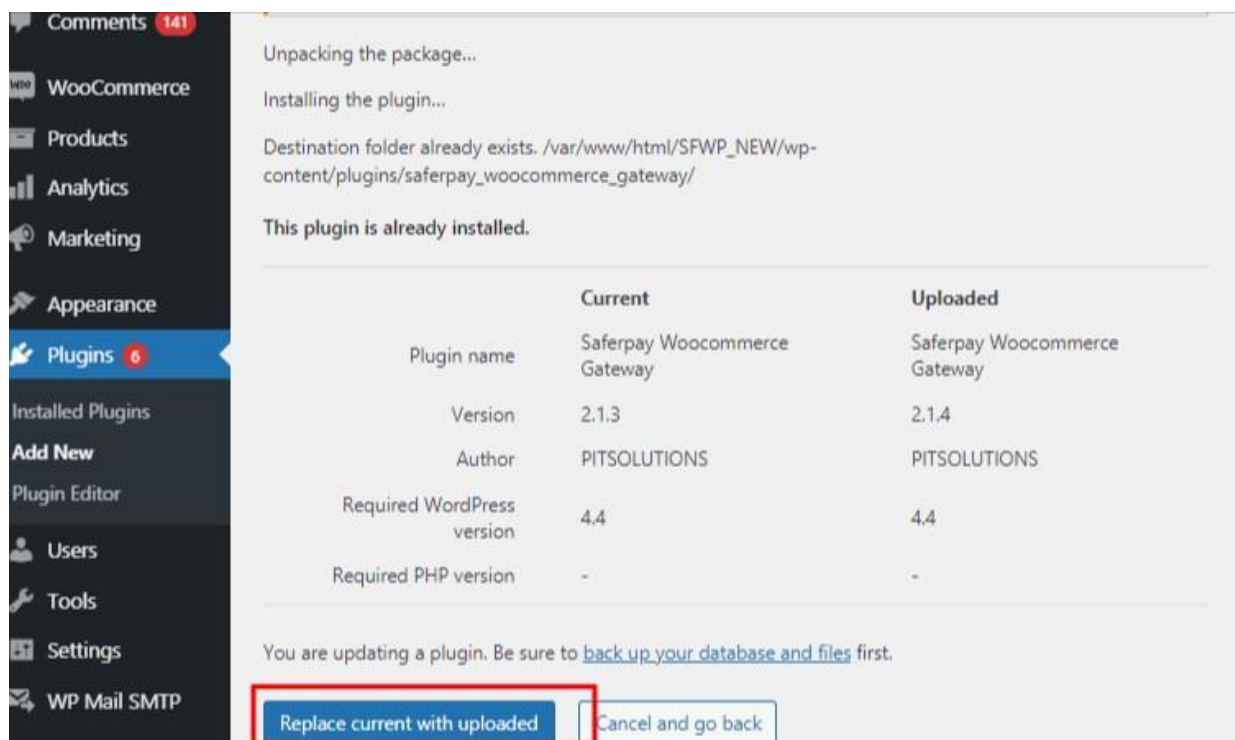 Comments 141
WooCommerce
Products
Analytics
Marketing
Appearance
Plugins 6
Installed Plugins
Add New
Plugin Editor
Users
Tools
Settings
WP Mail SMTP
Unpacking the package...
Installing the plugin...
Destination folder already exists. /var/www/html/SFWP_NEW/wp-
content/plugins/saferpay_woocommerce_gateway/
This plugin is already installed.
Current Uploaded
Plugin name Saferpay Woocommerce Saferpay Woocommerce
Gateway Gateway
Version 2.1.3 2.1.4
Author PITSOLUTIONS PITSOLUTIONS
Required WordPress
version 4.4 4.4
Required PHP version - -
You are updating a plugin. Be sure to back up your database and files first.
Replace current with uploaded Cancel and go back